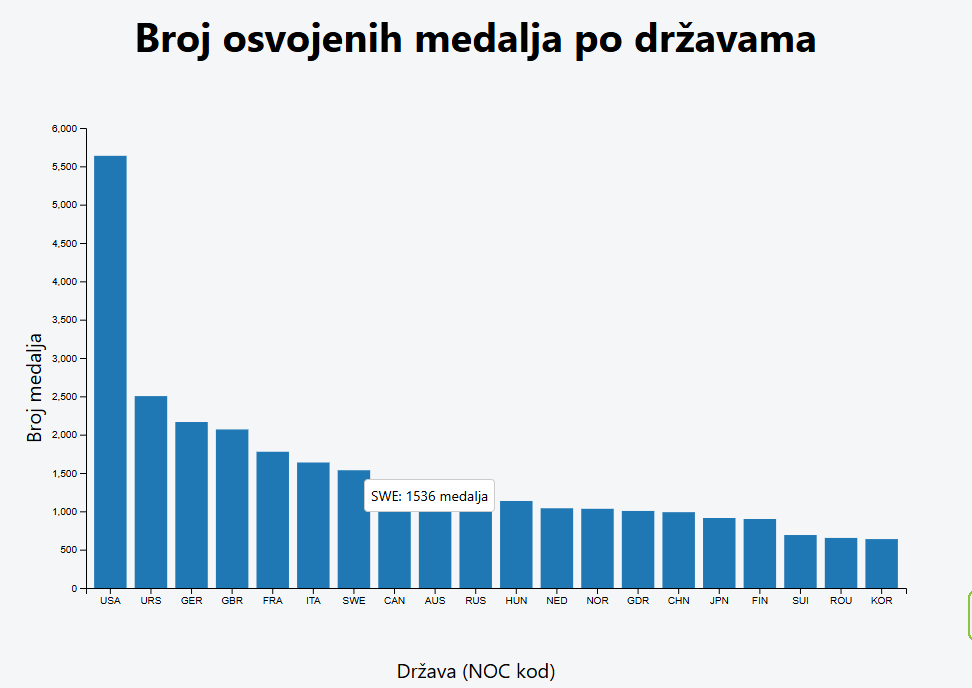 Broj osvojenih medalja po državama
6,000
5,500
5,000
4,500
4,000
3,500
3,000
2,500
2,000
1,500
1,000
500
0
Broj medalja
SWE: 1536 medalja
USA URS GER GBR FRA ITA SWE CAN AUS RUS HUN NED NOR GDR CHN JPN FIN SUI ROU KOR
Država (NOC kod)